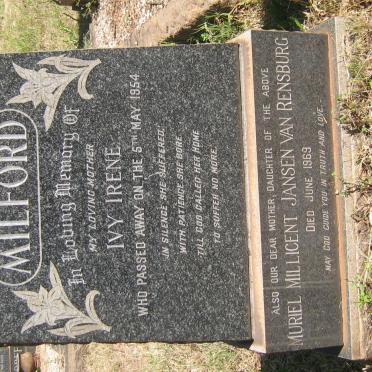 MILFORD
In Loving Memory Of
MY LOVING MOTHER
IVY IRENE.
WHO PASSED AWAY ON THE 5TH MAY 1954.
IN SILENCE SHE SUFFERED,
WITH PATIENCE SHE BORE
TILL GOD CALLED HER HOME
TO SUFFER NO MORE.
ALSO OUR DEAR MOTHER, DAUGHTER OF THE ABOVE
MURIEL MILLICENT JANSEN VAN RENSBURG
DIED JUNE 1969
MAY GOD GUIDE YOU IN TRUTH AND LOVE.